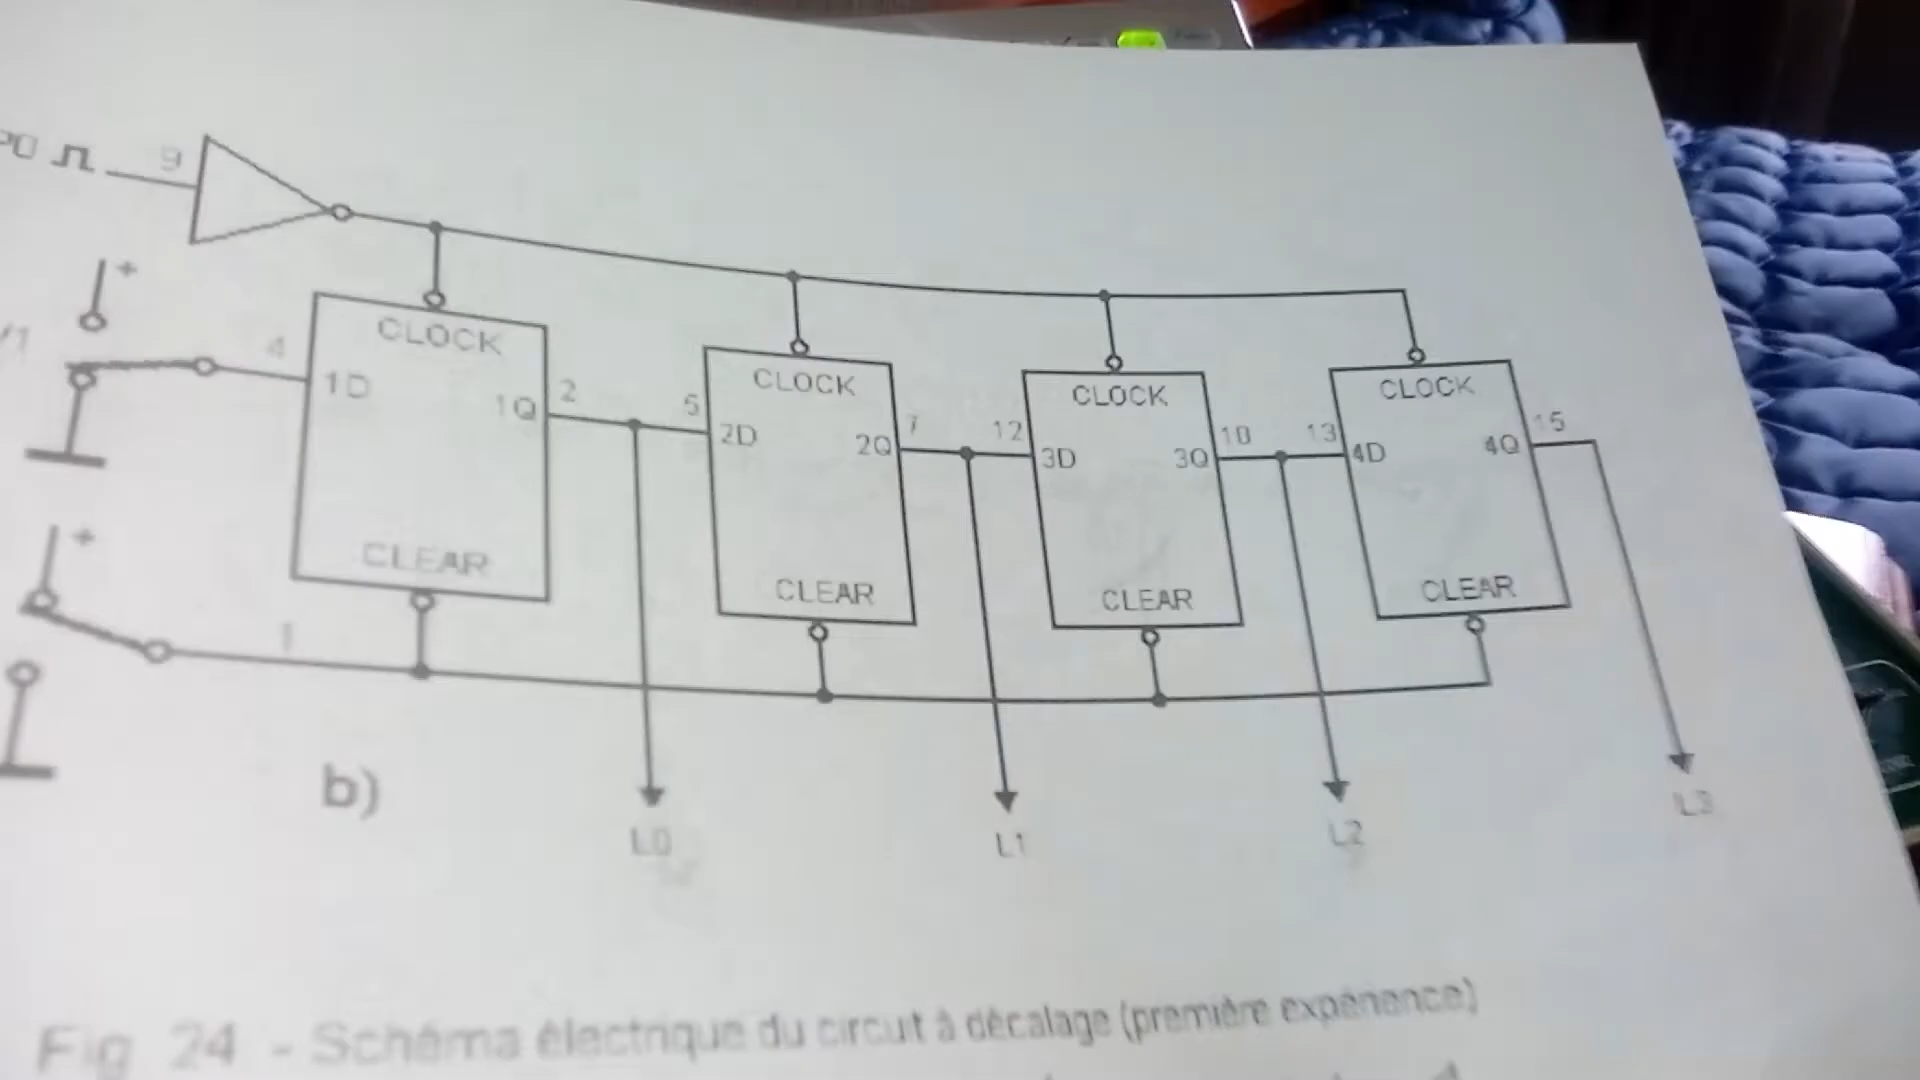 9
+
4
CLOCK
1D
1Q
2
5
CLOCK
2D
2Q
7
12
CLOCK
3D
3Q
10
13
CLOCK
4D
4Q
15
+
1
CLEAR
CLEAR
CLEAR
CLEAR
b)
L0
L1
L2
L3
Fig 24 - Schéma électrique du circuit à décalage (première expérience)